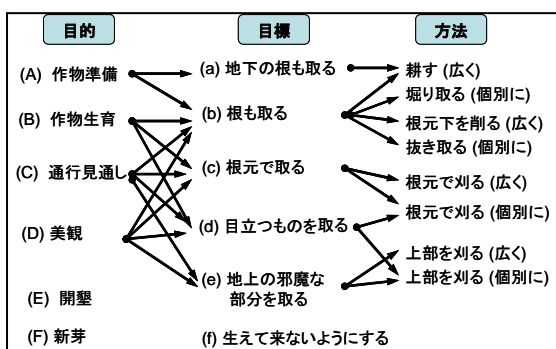 目的
目標
方法
(A) 作物準備
(B) 作物生育
(C) 通行見通し
(D) 美観
(E) 開墾
(F) 新芽
(a) 地下の根も取る
(b) 根も取る
(c) 根元で取る
(d) 目立つものを取る
(e) 地上の邪魔な
部分を取る
(f) 生えて来ないようにする
耕す (広く)
堀り取る (個別に)
根元下を削る (広く)
抜き取る (個別に)
根元で刈る (広く)
根元で刈る (個別に)
上部を刈る (広く)
上部を刈る (個別に)